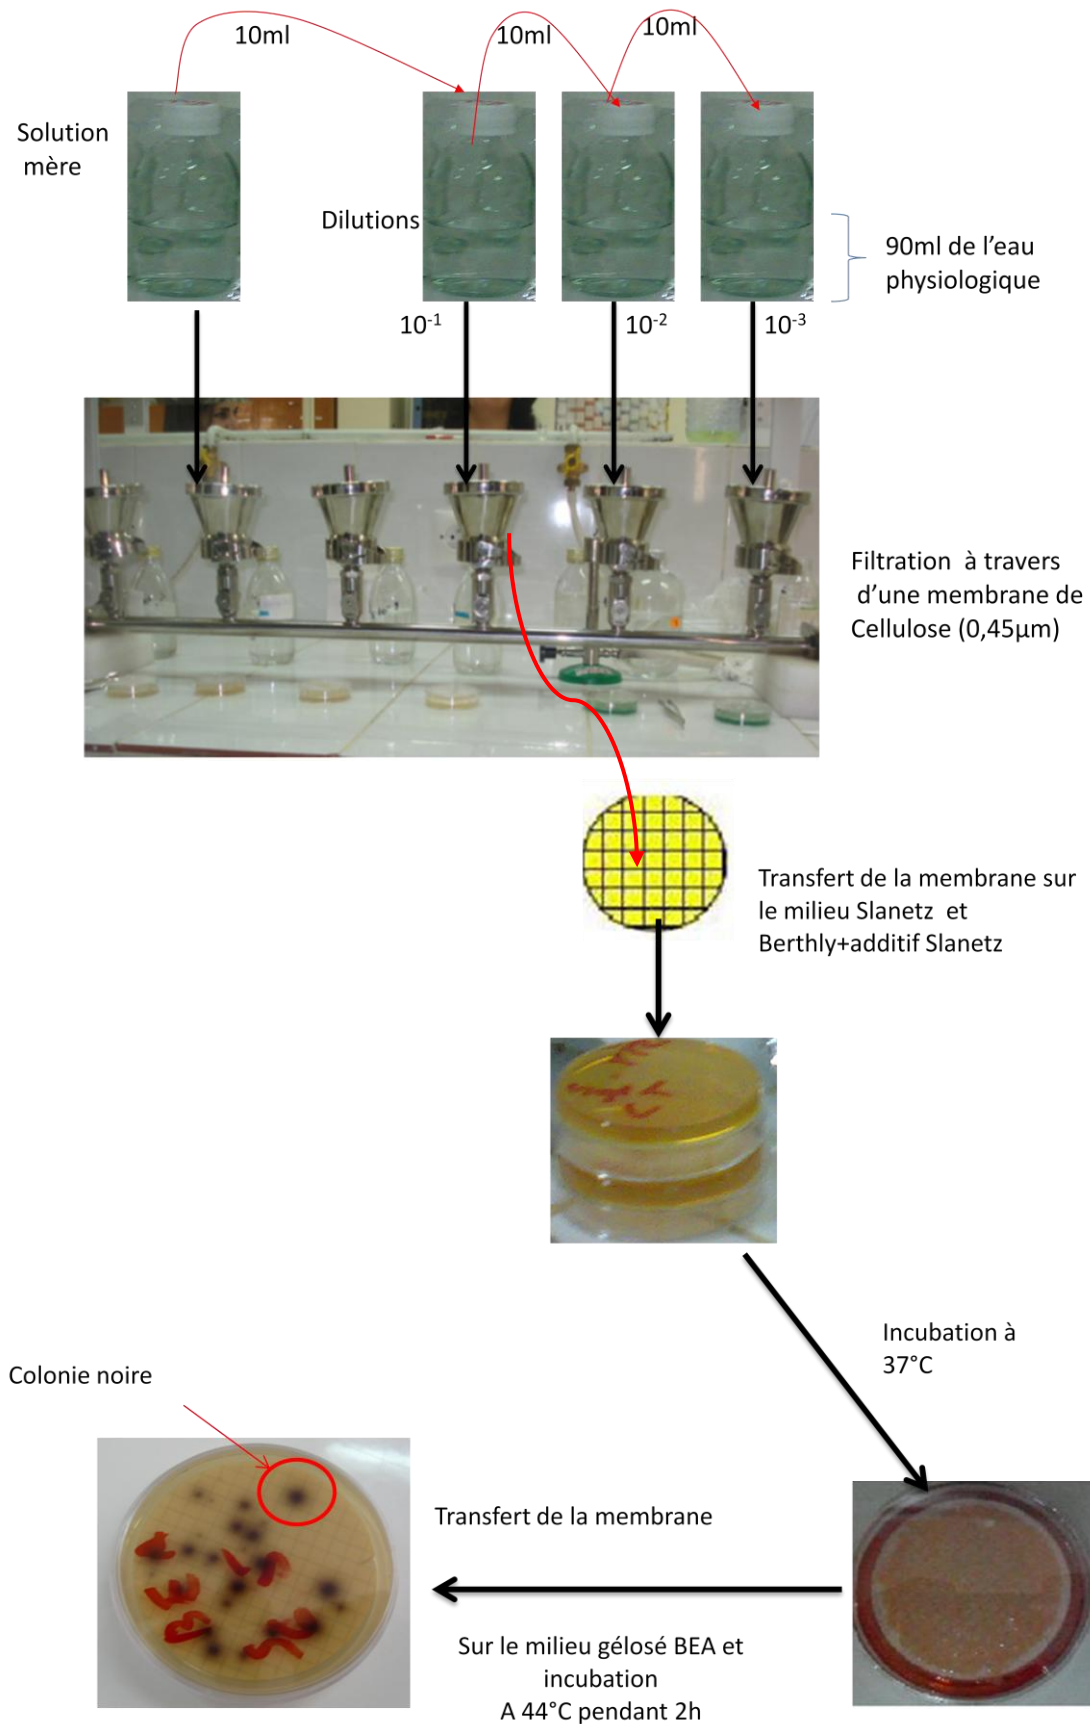 10ml
10ml
10ml
Solution
mère
Dilutions
90ml de l'eau
physiologique
10⁻¹
10⁻²
10⁻³
Filtration à travers
d'une membrane de
Cellulose (0,45µm)
Transfert de la membrane sur
le milieu Slanetz et
Berthly+additif Slanetz
Incubation à
37°C
Colonie noire
Transfert de la membrane
Sur le milieu gélosé BEA et
incubation
A 44°C pendant 2h